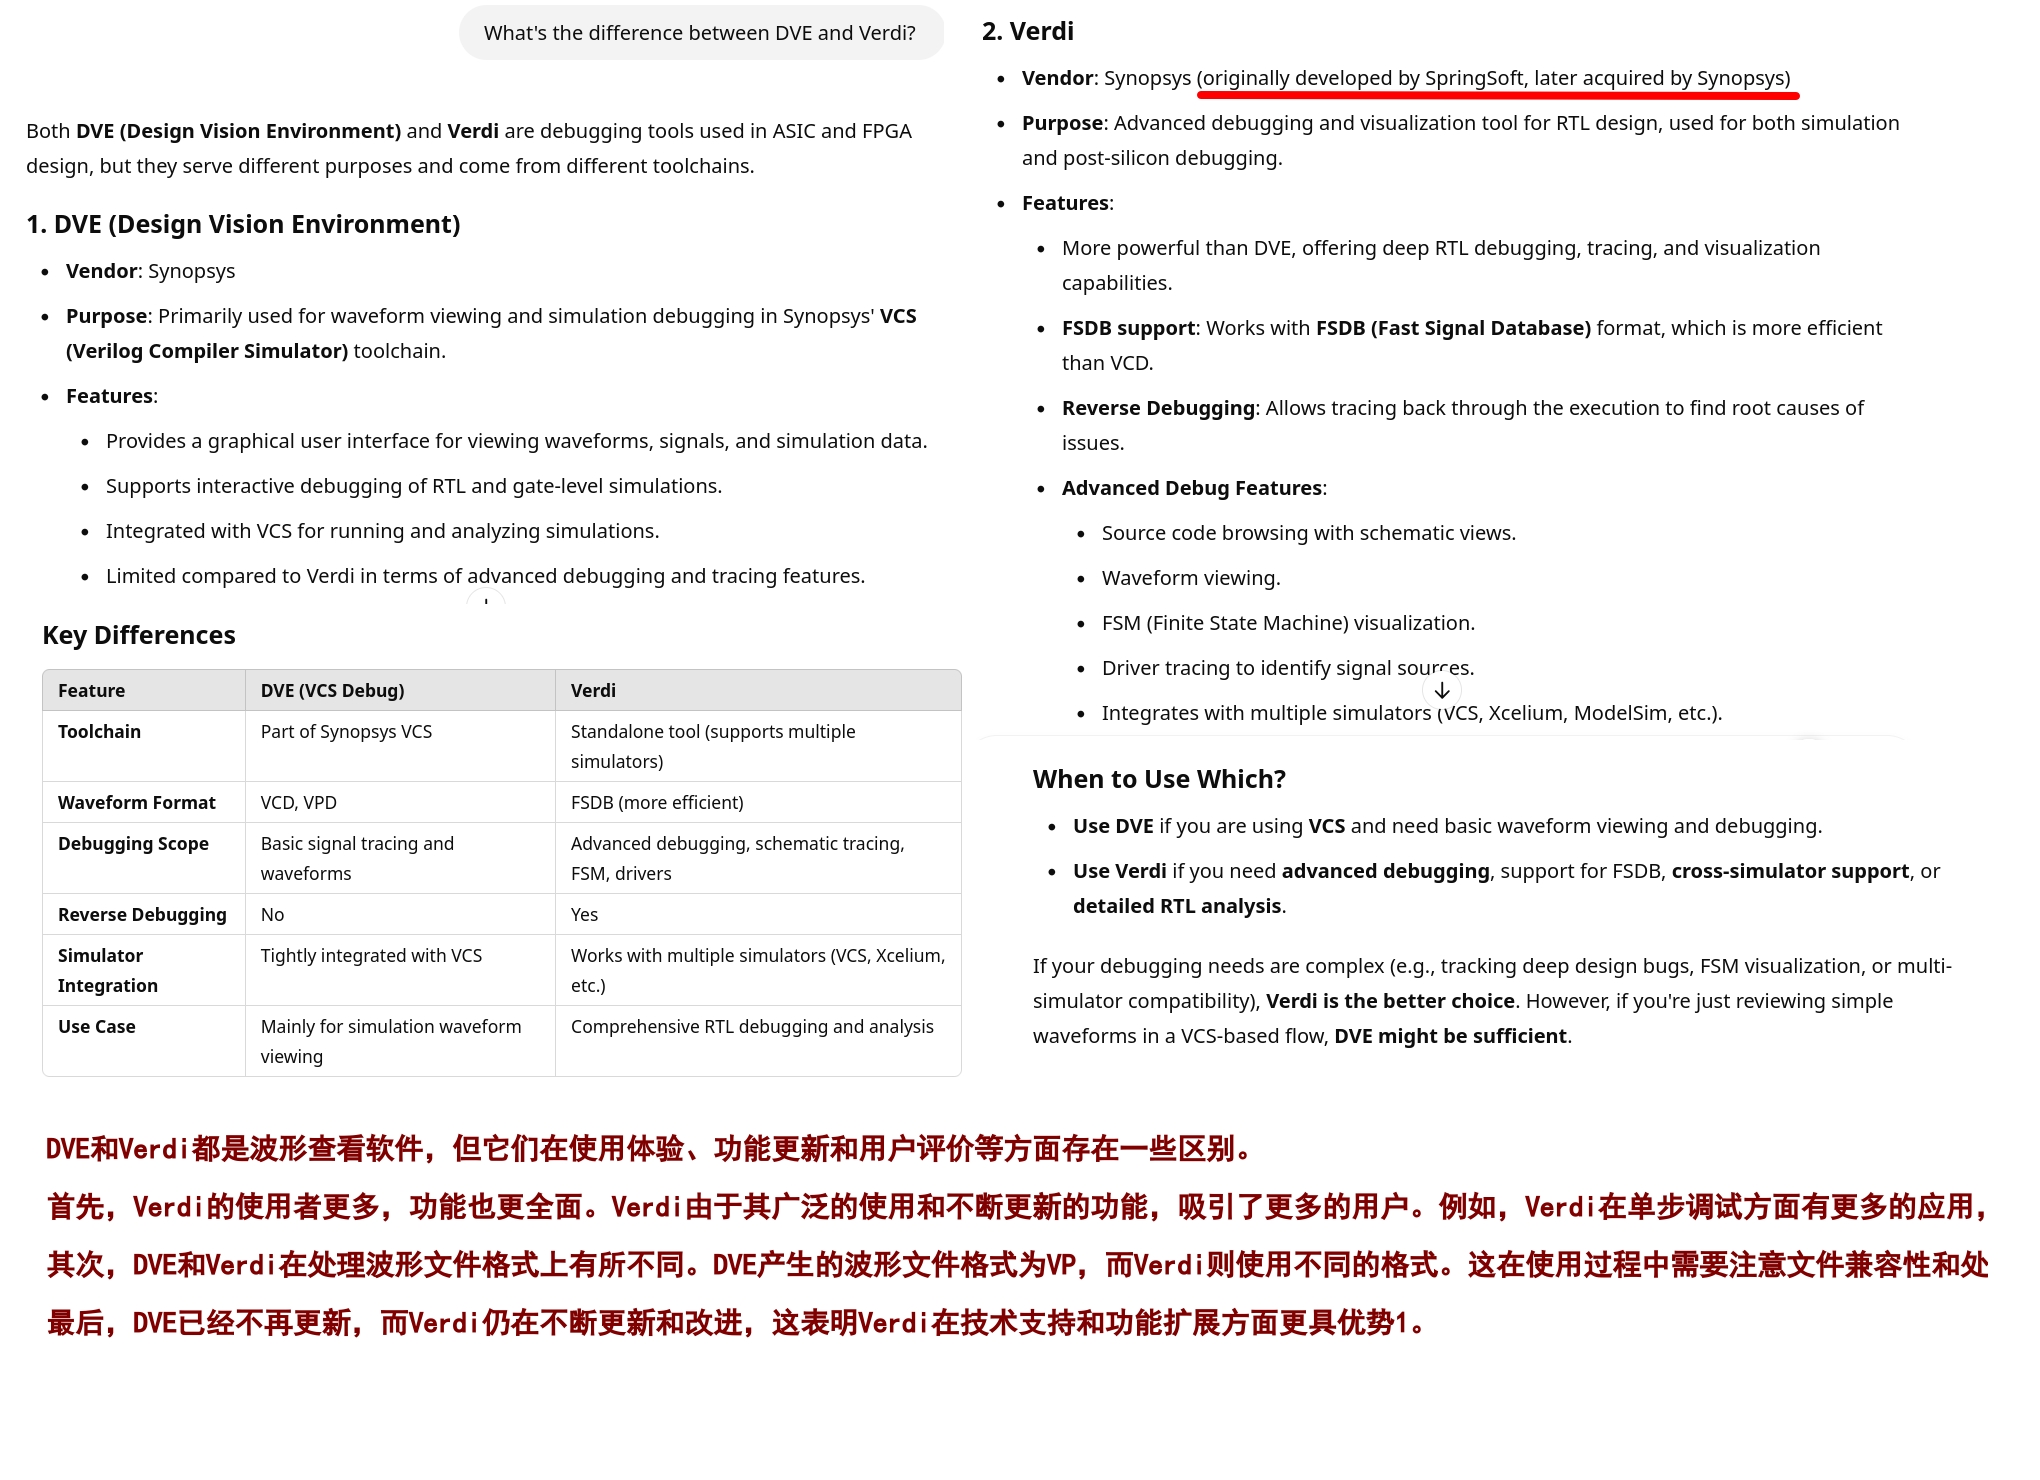 What's the difference between DVE and Verdi?
Both DVE (Design Vision Environment) and Verdi are debugging tools used in ASIC and FPGA
design, but they serve different purposes and come from different toolchains.
1. DVE (Design Vision Environment)
• Vendor: Synopsys
• Purpose: Primarily used for waveform viewing and simulation debugging in Synopsys' VCS
(Verilog Compiler Simulator) toolchain.
• Features:
• Provides a graphical user interface for viewing waveforms, signals, and simulation data.
• Supports interactive debugging of RTL and gate-level simulations.
• Integrated with VCS for running and analyzing simulations.
• Limited compared to Verdi in terms of advanced debugging and tracing features.
2. Verdi
• Vendor: Synopsys (originally developed by SpringSoft, later acquired by Synopsys)
• Purpose: Advanced debugging and visualization tool for RTL design, used for both simulation
and post-silicon debugging.
• Features:
• More powerful than DVE, offering deep RTL debugging, tracing, and visualization
capabilities.
• FSDB support: Works with FSDB (Fast Signal Database) format, which is more efficient
than VCD.
• Reverse Debugging: Allows tracing back through the execution to find root causes of
issues.
• Advanced Debug Features:
• Source code browsing with schematic views.
• Waveform viewing.
• FSM (Finite State Machine) visualization.
• Driver tracing to identify signal sources.
• Integrates with multiple simulators (VCS, Xcelium, ModelSim, etc.).
Key Differences
Feature DVE (VCS Debug) Verdi
Toolchain Part of Synopsys VCS Standalone tool (supports multiple
simulators)
Waveform Format VCD, VPD FSDB (more efficient)
Debugging Scope Basic signal tracing and Advanced debugging, schematic tracing,
waveforms FSM, drivers
Reverse Debugging No Yes
Simulator Tightly integrated with VCS Works with multiple simulators (VCS, Xcelium,
Integration etc.)
Use Case Mainly for simulation waveform Comprehensive RTL debugging and analysis
viewing
When to Use Which?
• Use DVE if you are using VCS and need basic waveform viewing and debugging.
• Use Verdi if you need advanced debugging, support for FSDB, cross-simulator support, or
detailed RTL analysis.
If your debugging needs are complex (e.g., tracking deep design bugs, FSM visualization, or multi-
simulator compatibility), Verdi is the better choice. However, if you're just reviewing simple
waveforms in a VCS-based flow, DVE might be sufficient.
DVE和Verdi都是波形查看软件，但它们在使用体验、功能更新和用户评价等方面存在一些区别。
首先，Verdi的使用者更多，功能也更全面。Verdi由于其广泛的使用和不断更新的功能，吸引了更多的用户。例如，Verdi在单步调试方面有更多的应用，
其次，DVE和Verdi在处理波形文件格式上有所不同。DVE产生的波形文件格式为VP，而Verdi则使用不同的格式。这在使用过程中需要注意文件兼容性和处
最后，DVE已经不再更新，而Verdi仍在不断更新和改进，这表明Verdi在技术支持和功能扩展方面更具优势1。